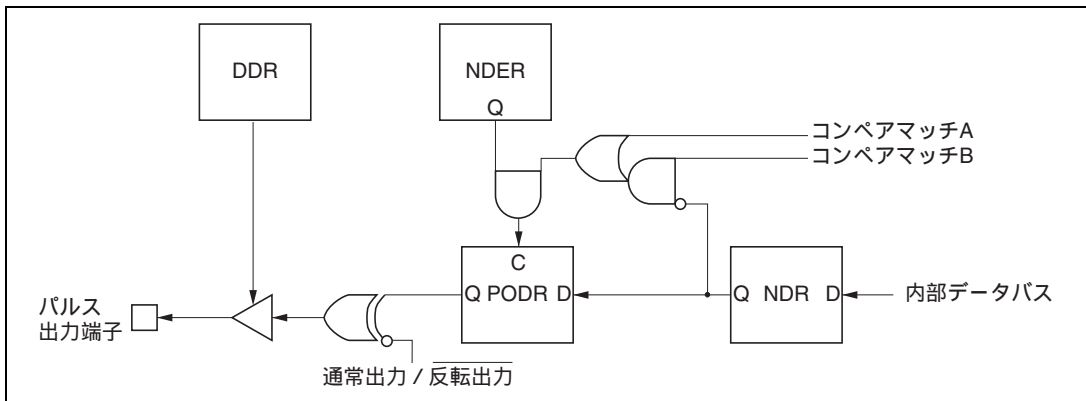 DDR
NDER
Q
コンペアマッチA
コンペアマッチB
C
Q PODR D
Q NDR D
内部データバス
パルス
出力端子
通常出力 / 反転出力